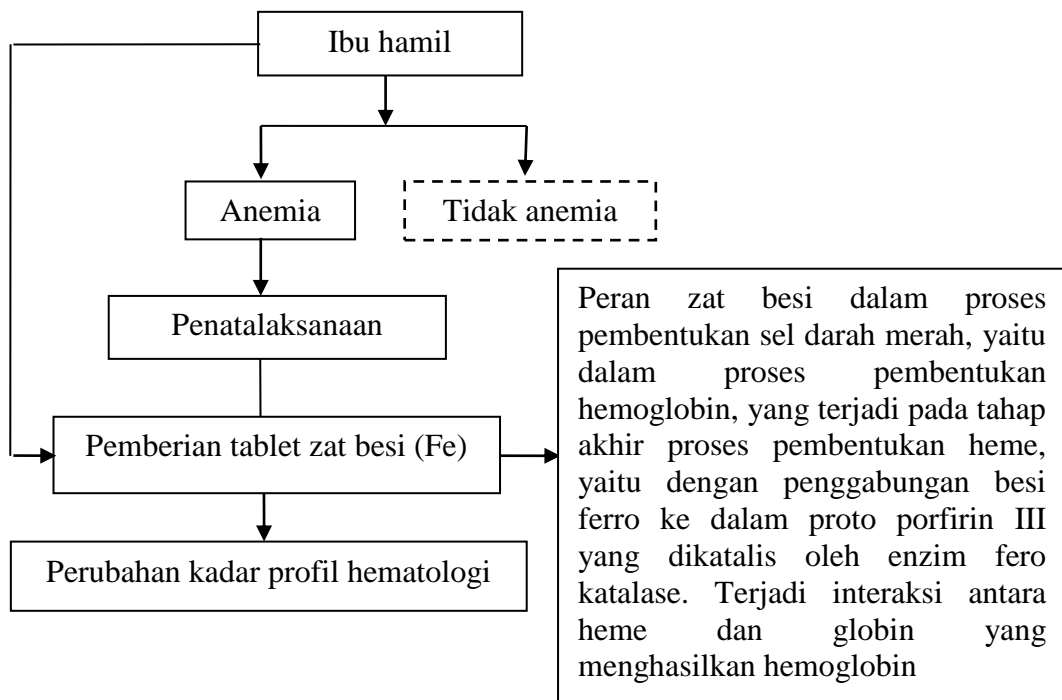 Ibu hamil
Anemia
Tidak anemia
Penatalaksanaan
Pemberian tablet zat besi (Fe)
Perubahan kadar profil hematologi
Peran zat besi dalam proses
pembentukan sel darah merah, yaitu
dalam proses pembentukan
hemoglobin, yang terjadi pada tahap
akhir proses pembentukan heme,
yaitu dengan penggabungan besi
ferro ke dalam proto porfirin III
yang dikatalis oleh enzim fero
katalase. Terjadi interaksi antara
heme dan globin yang
menghasilkan hemoglobin